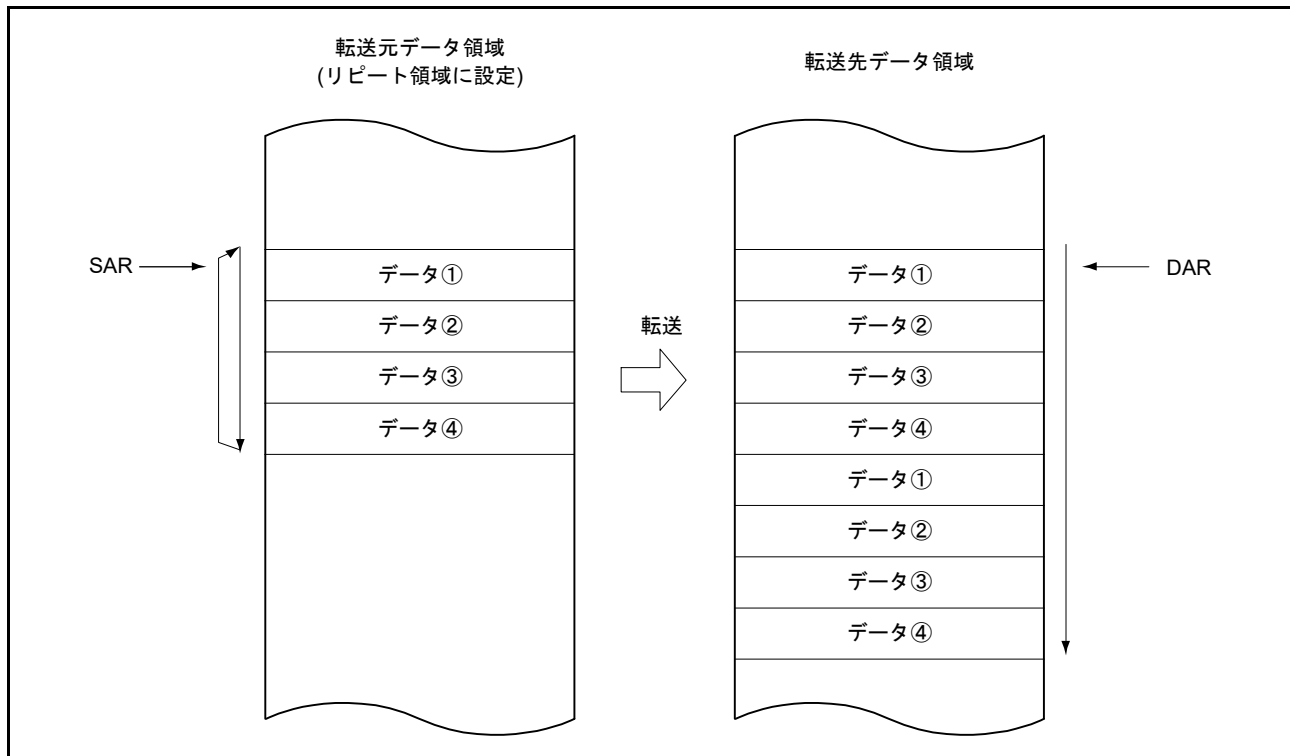 転送元データ領域
(リピート領域に設定)
転送先データ領域
SAR
データ①
データ②
データ③
データ④
転送
データ①
データ②
データ③
データ④
データ①
データ②
データ③
データ④
DAR